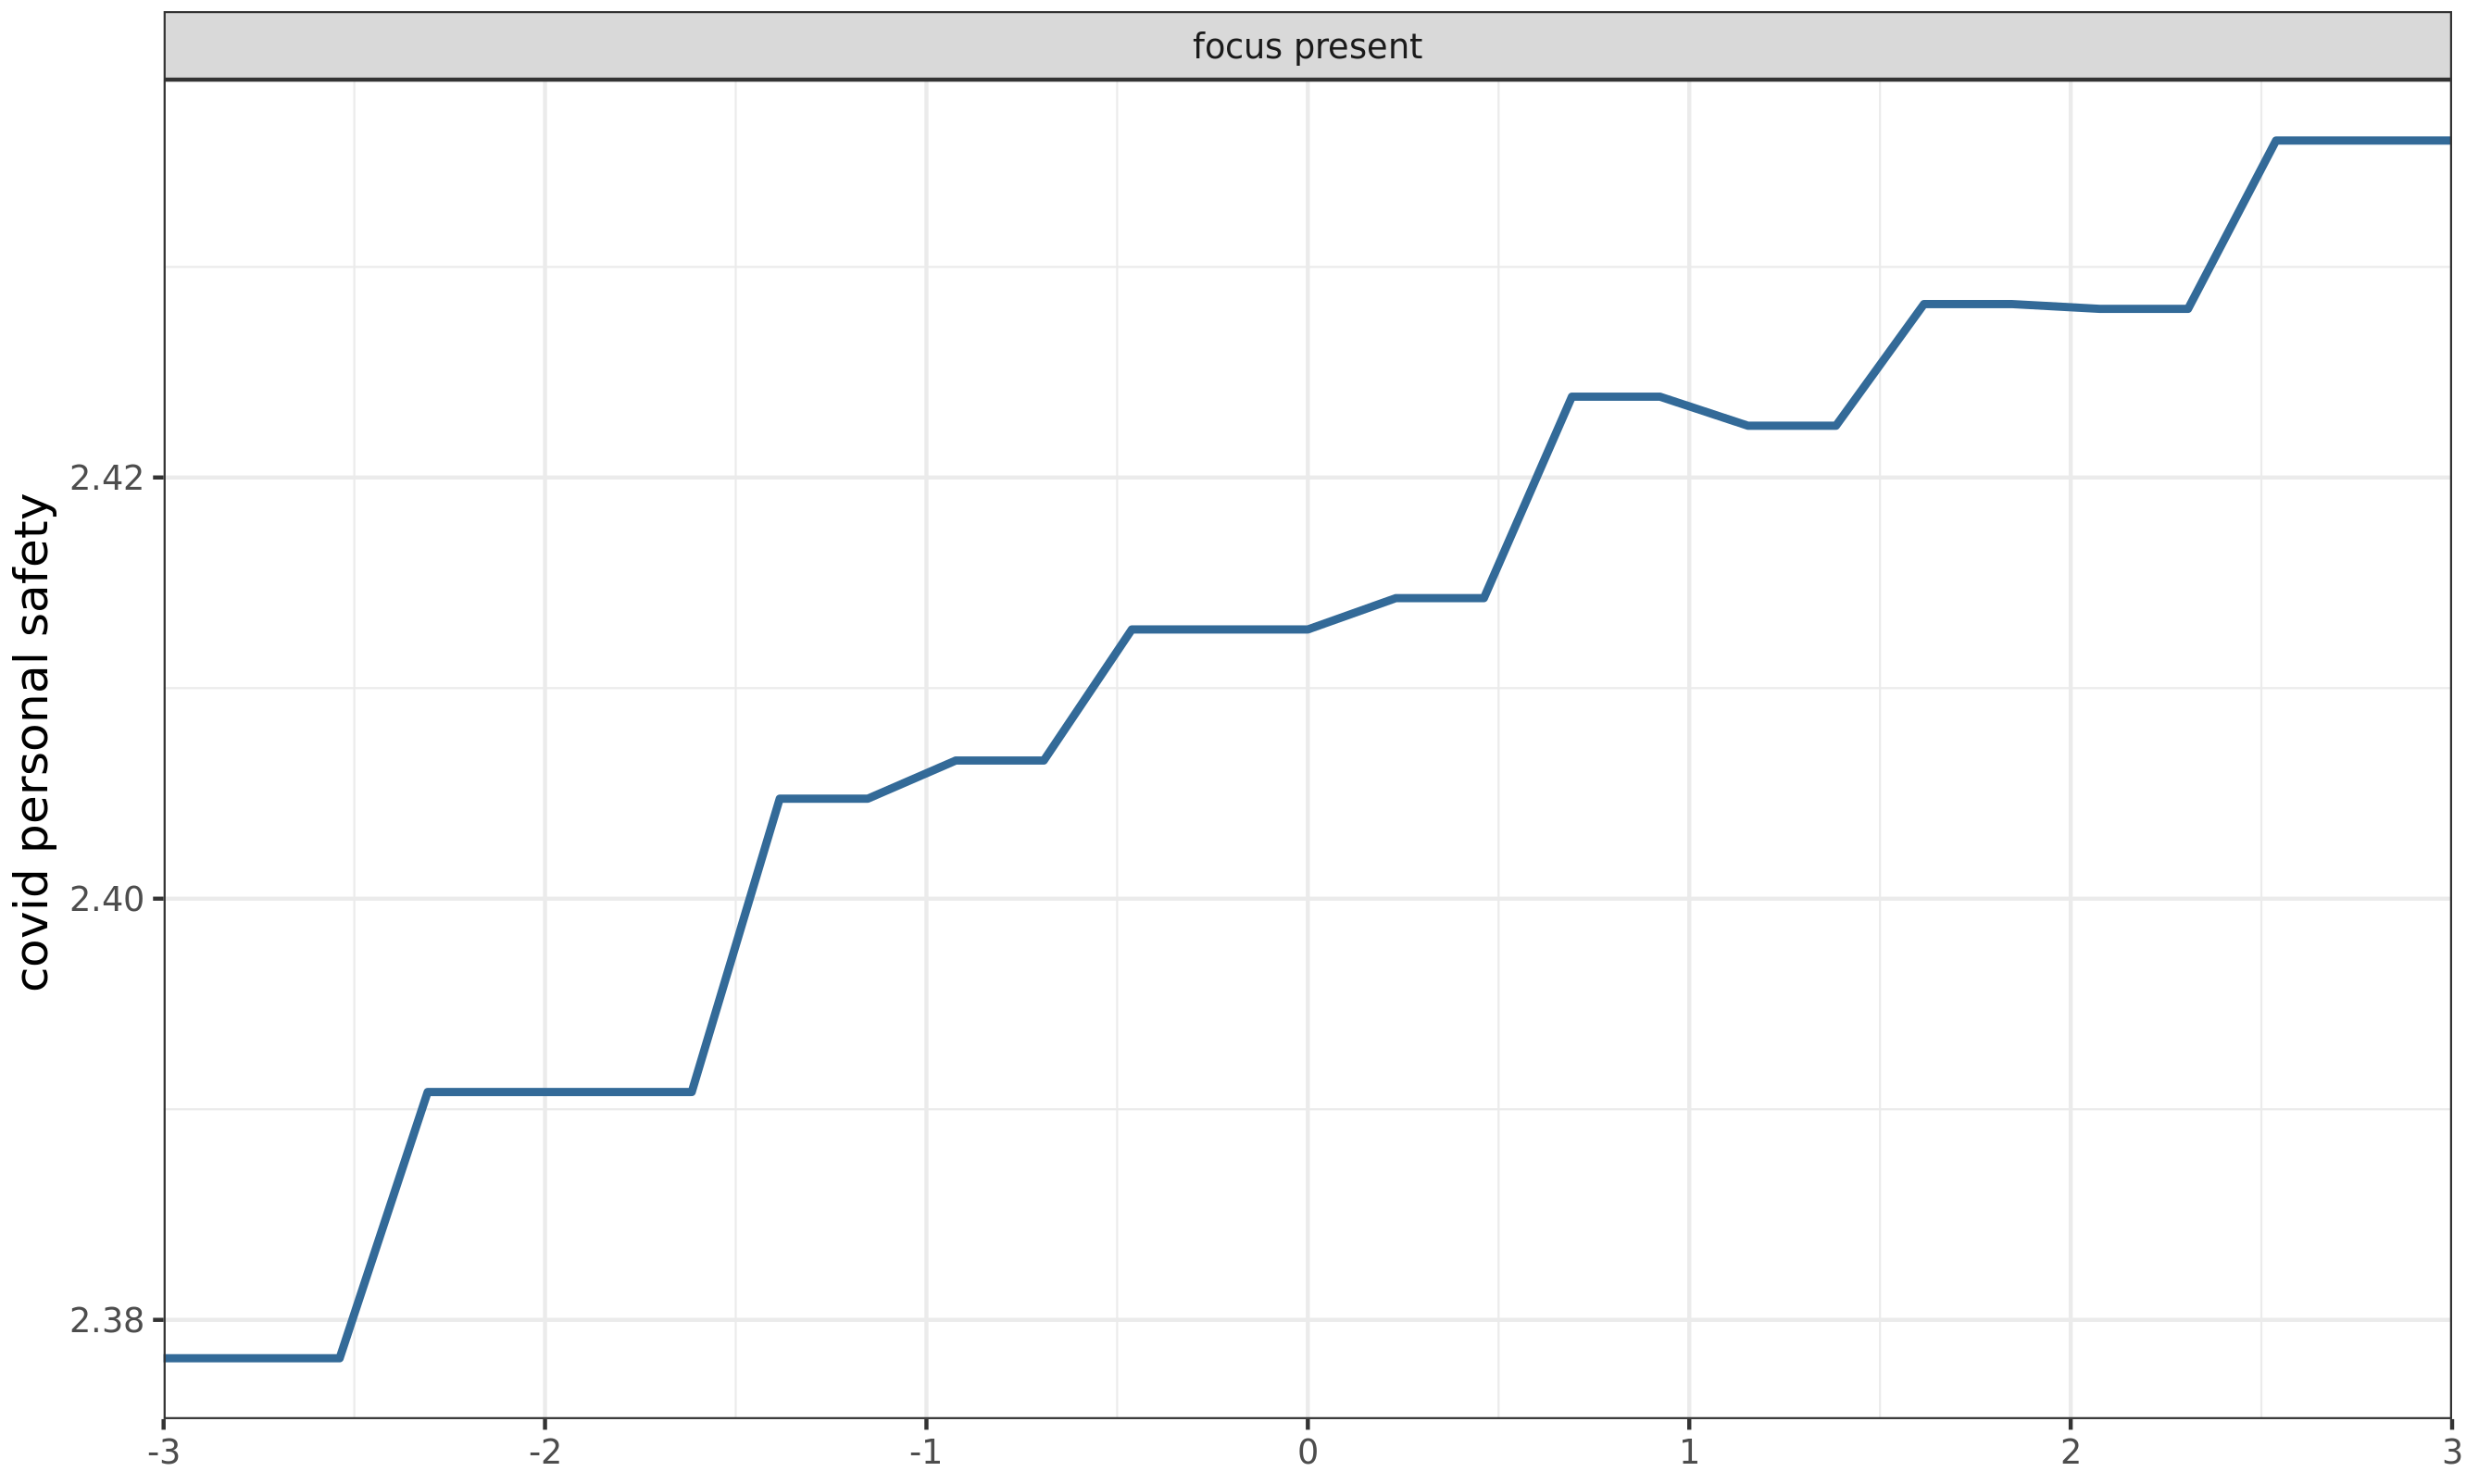 focus present
covid personal safety
2.42
2.40
2.38
-3 -2 -1 0 1 2 3